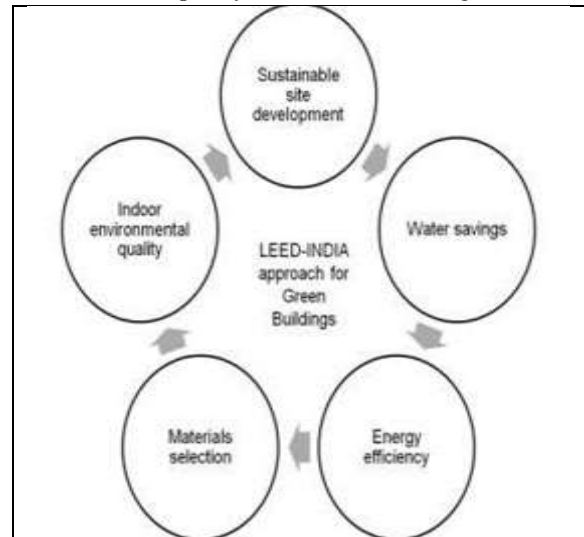 Sustainable
site
development
Water savings
Energy
efficiency
Materials
selection
Indoor
environmental
quality
LEED-INDIA
approach for
Green
Buildings